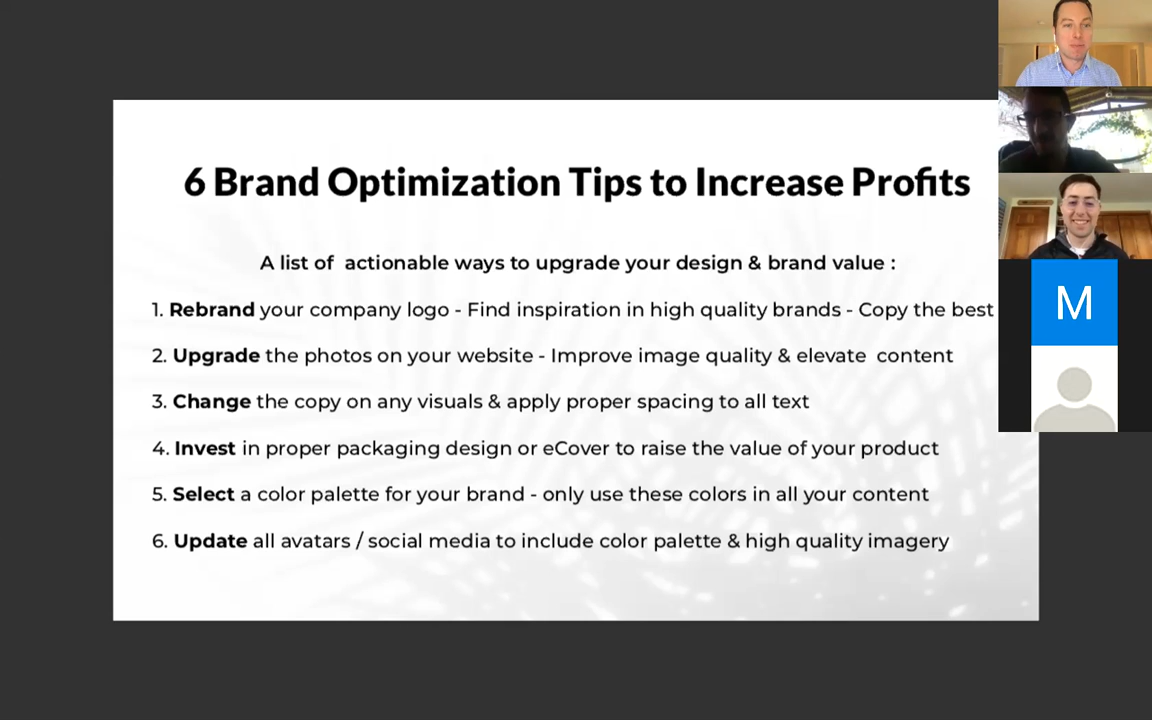 6 Brand Optimization Tips to Increase Profits
A list of actionable ways to upgrade your design & brand value :
1. Rebrand your company logo - Find inspiration in high quality brands - Copy the best
2. Upgrade the photos on your website - Improve image quality & elevate content
3. Change the copy on any visuals & apply proper spacing to all text
4. Invest in proper packaging design or eCover to raise the value of your product
5. Select a color palette for your brand - only use these colors in all your content
6. Update all avatars / social media to include color palette & high quality imagery
M